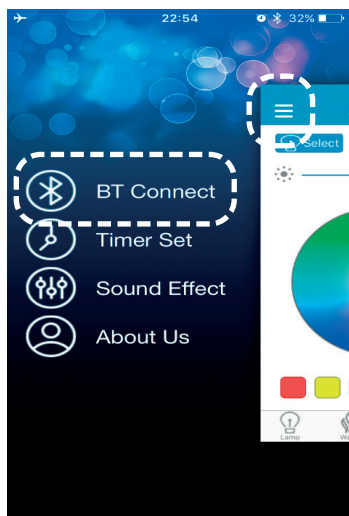 22:54
32%
Select
BT Connect
Timer Set
Sound Effect
About Us
Lamp